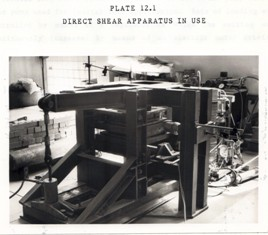 PLATE 12.1
DIRECT SHEAR APPARATUS IN USE